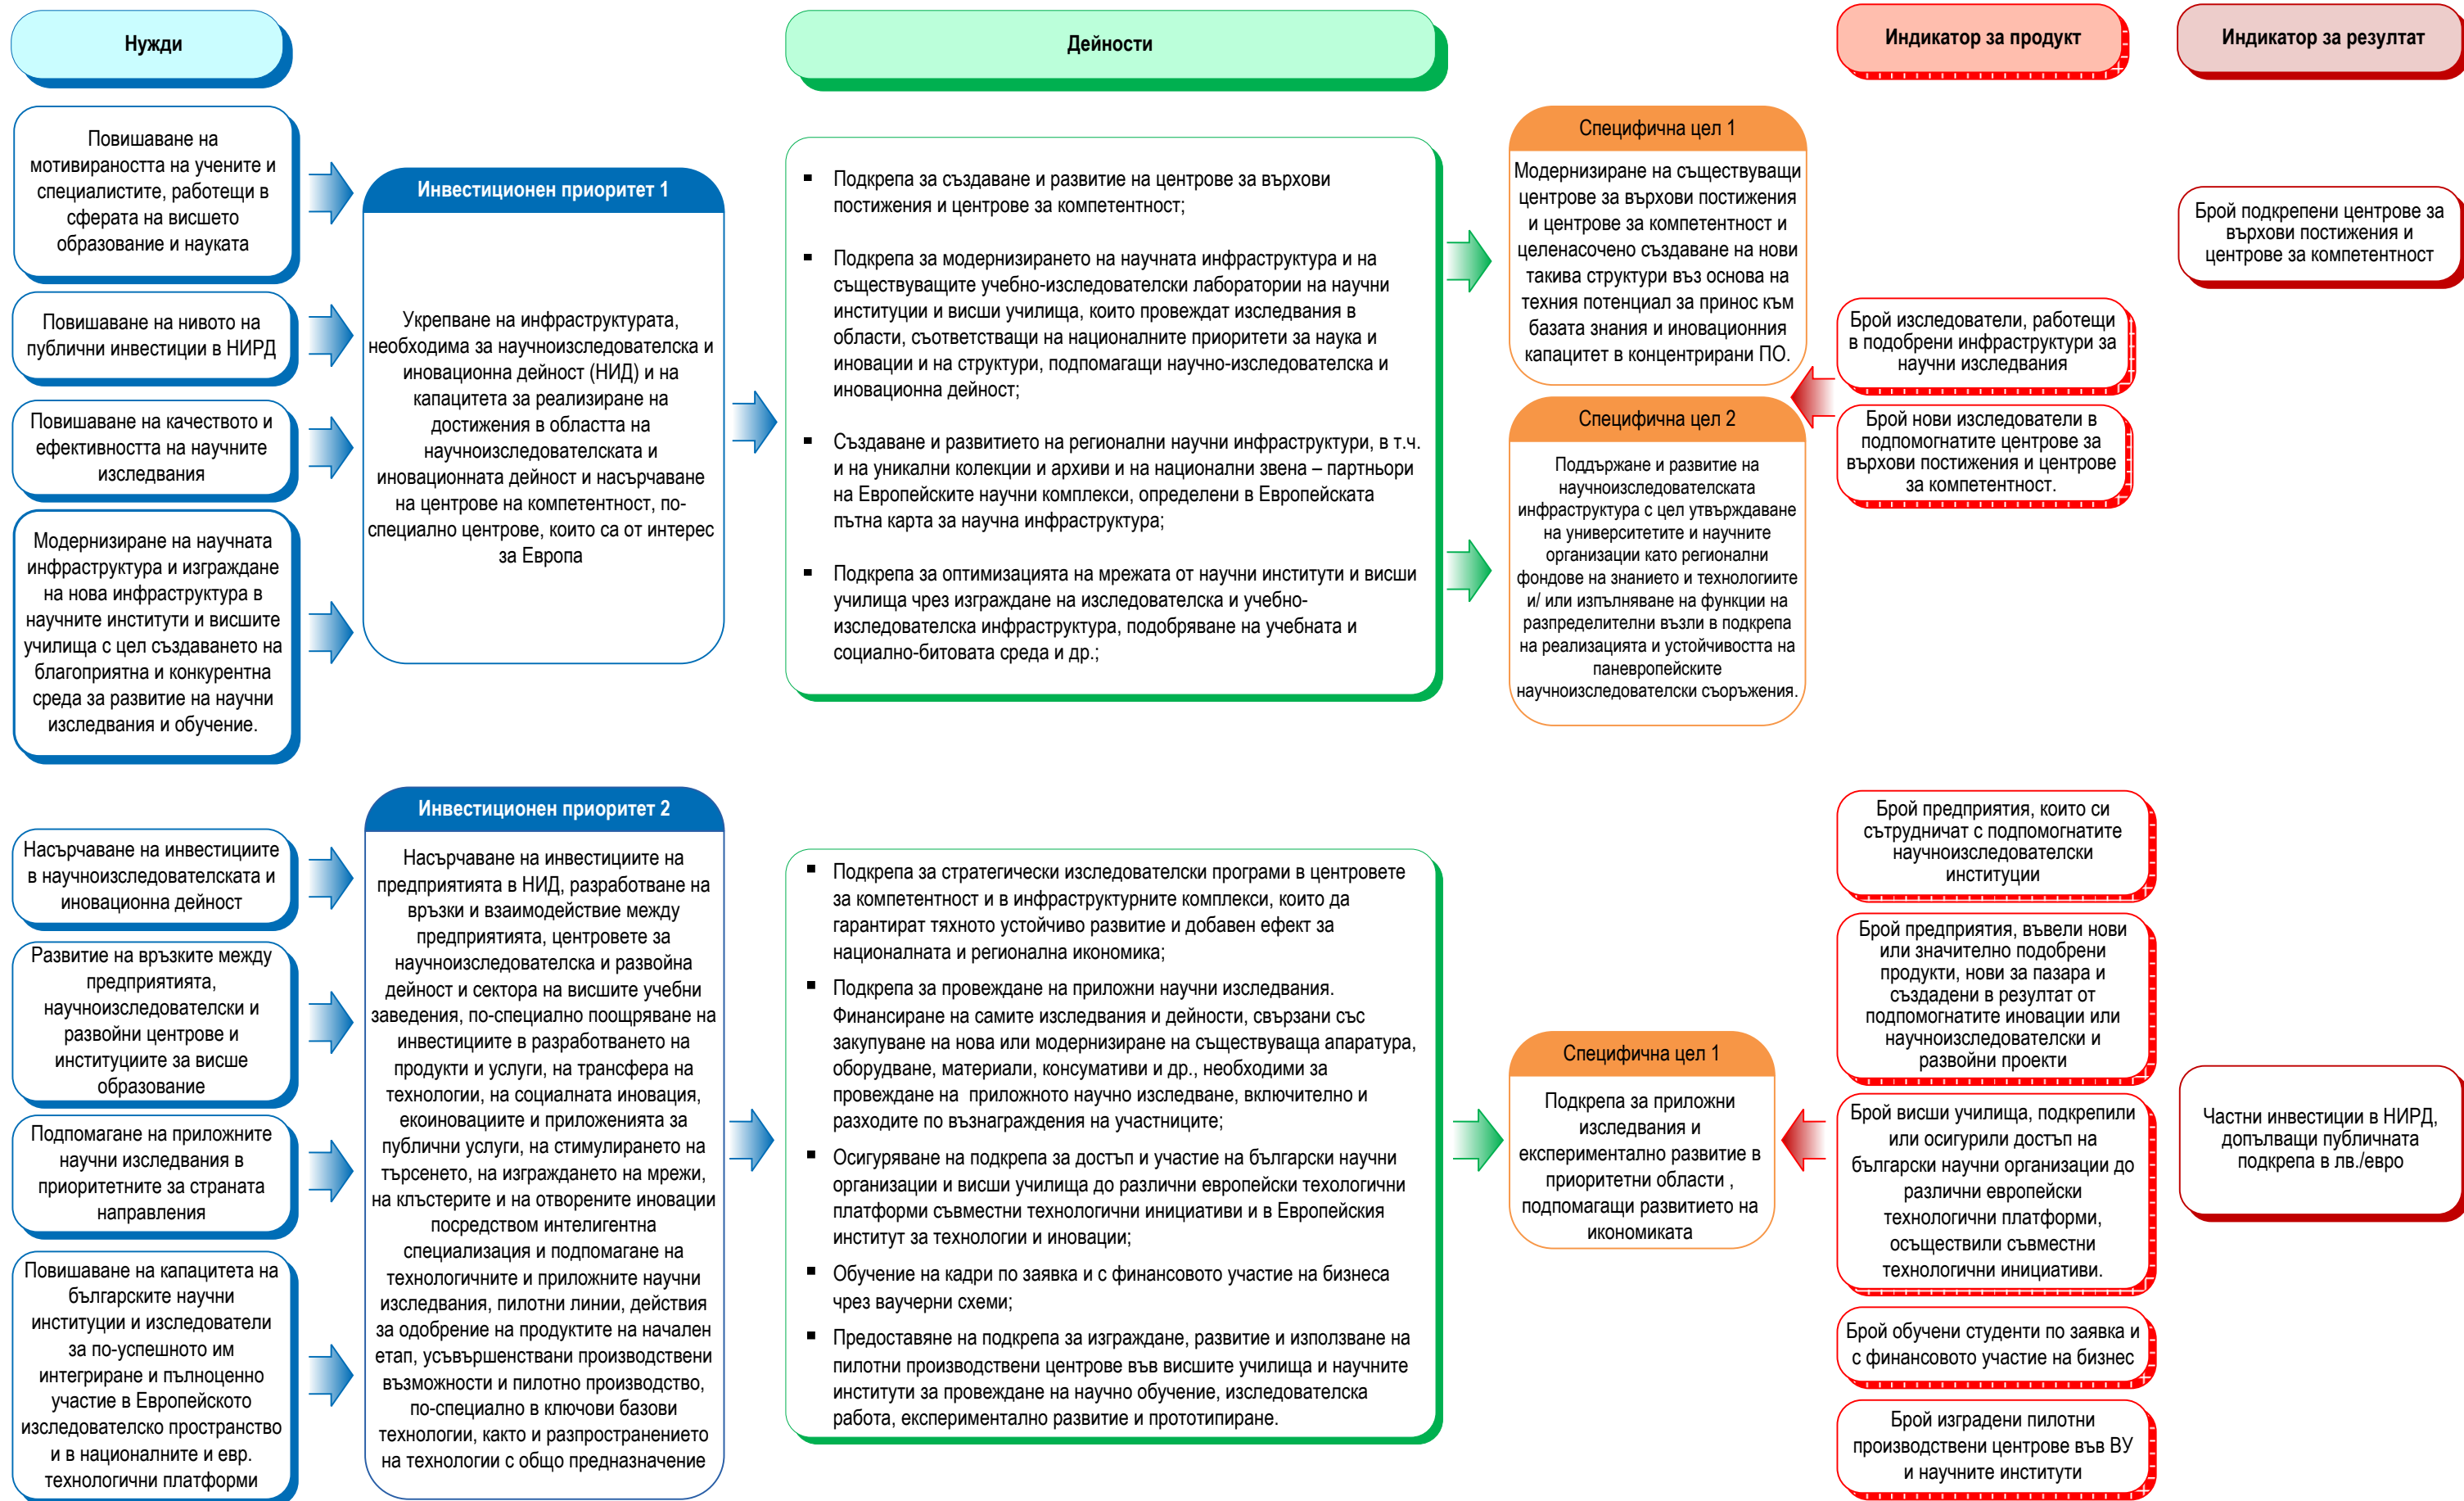 Нужди
Дейности
Индикатор за продукт
Индикатор за резултат
Повишаване на
мотивираността на учените и
специалистите, работещи в
сферата на висшето
образование и науката
Повишаване на нивото на
публични инвестиции в НИРД
Повишаване на качеството и
ефективността на научните
изследвания
Модернизиране на научната
инфраструктура и изграждане
на нова инфраструктура в
научните институти и висшите
училища с цел създаването на
благоприятна и конкурентна
среда за развитие на научни
изследвания и обучение.
Инвестиционен приоритет 1
Укрепване на инфраструктурата,
необходима за научноизследователска и
иновационна дейност (НИД) и на
капацитета за реализиране на
достижения в областта на
научноизследователската и
иновационната дейност и насърчаване
на центрове на компетентност, по-
специално центрове, които са от интерес
за Европа
▪ Подкрепа за създаване и развитие на центрове за върхови
постижения и центрове за компетентност;
▪ Подкрепа за модернизирането на научната инфраструктура и на
съществуващите учебно-изследователски лаборатории на научни
институции и висши училища, които провеждат изследвания в
области, съответстващи на националните приоритети за наука и
иновации и на структури, подпомагащи научно-изследователска и
иновационна дейност;
▪ Създаване и развитието на регионални научни инфраструктури, в т.ч.
и на уникални колекции и архиви и на национални звена – партньори
на Европейските научни комплекси, определени в Европейската
пътна карта за научна инфраструктура;
▪ Подкрепа за оптимизацията на мрежата от научни институти и висши
училища чрез изграждане на изследователска и учебно-
изследователска инфраструктура, подобряване на учебната и
социално-битовата среда и др.;
Специфична цел 1
Модернизиране на съществуващи
центрове за върхови постижения
и центрове за компетентност и
целенасочено създаване на нови
такива структури въз основа на
техния потенциал за принос към
базата знания и иновационния
капацитет в концентрирани ПО.
Специфична цел 2
Поддържане и развитие на
научноизследователската
инфраструктура с цел утвърждаване
на университетите и научните
организации като регионални
фондове на знанието и технологиите
и/ или изпълняване на функции на
разпределителни възли в подкрепа
на реализацията и устойчивостта на
паневропейските
научноизследователски съоръжения.
Брой изследователи, работещи
в подобрени инфраструктури за
научни изследвания
Брой нови изследователи в
подпомогнатите центрове за
върхови постижения и центрове
за компетентност.
Брой подкрепени центрове за
върхови постижения и
центрове за компетентност
Насърчаване на инвестициите
в научноизследователската и
иновационна дейност
Развитие на връзките между
предприятията,
научноизследователски и
развойни центрове и
институциите за висше
образование
Подпомагане на приложните
научни изследвания в
приоритетните за страната
направления
Повишаване на капацитета на
българските научни
институции и изследователи
за по-успешното им
интегриране и пълноценно
участие в Европейското
изследователско пространство
и в националните и евр.
технологични платформи
Инвестиционен приоритет 2
Насърчаване на инвестициите на
предприятията в НИД, разработване на
връзки и взаимодействие между
предприятията, центровете за
научноизследователска и развойна
дейност и сектора на висшите учебни
заведения, по-специално поощряване на
инвестициите в разработването на
продукти и услуги, на трансфера на
технологии, на социалната иновация,
екоиновациите и приложенията за
публични услуги, на стимулирането на
търсенето, на изграждането на мрежи,
на клъстерите и на отворените иновации
посредством интелигентна
специализация и подпомагане на
технологичните и приложните научни
изследвания, пилотни линии, действия
за одобрение на продуктите на начален
етап, усъвършенствани производствени
възможности и пилотно производство,
по-специално в ключови базови
технологии, както и разпространението
на технологии с общо предназначение
▪ Подкрепа за стратегически изследователски програми в центровете
за компетентност и в инфраструктурните комплекси, които да
гарантират тяхното устойчиво развитие и добавен ефект за
националната и регионална икономика;
▪ Подкрепа за провеждане на приложни научни изследвания.
Финансиране на самите изследвания и дейности, свързани със
закупуване на нова или модернизиране на съществуваща апаратура,
оборудване, материали, консумативи и др., необходими за
провеждане на приложното научно изследване, включително и
разходите по възнаграждения на участниците;
▪ Осигуряване на подкрепа за достъп и участие на български научни
организации и висши училища до различни европейски техологични
платформи съвместни технологични инициативи и в Европейския
институт за технологии и иновации;
▪ Обучение на кадри по заявка и с финансовото участие на бизнеса
чрез ваучерни схеми;
▪ Предоставяне на подкрепа за изграждане, развитие и използване на
пилотни производствени центрове във висшите училища и научните
институти за провеждане на научно обучение, изследователска
работа, експериментално развитие и прототипиране.
Специфична цел 1
Подкрепа за приложни
изследвания и
експериментално развитие в
приоритетни области ,
подпомагащи развитието на
икономиката
Брой предприятия, които си
сътрудничат с подпомогнатите
научноизследователски
институции
Брой предприятия, въвели нови
или значително подобрени
продукти, нови за пазара и
създадени в резултат от
подпомогнатите иновации или
научноизследователски и
развойни проекти
Брой висши училища, подкрепили
или осигурили достъп на
български научни организации до
различни европейски
технологични платформи,
осъществили съвместни
технологични инициативи.
Брой обучени студенти по заявка и
с финансовото участие на бизнес
Брой изградени пилотни
производствени центрове във ВУ
и научните институти
Частни инвестиции в НИРД,
допълващи публичната
подкрепа в лв./евро